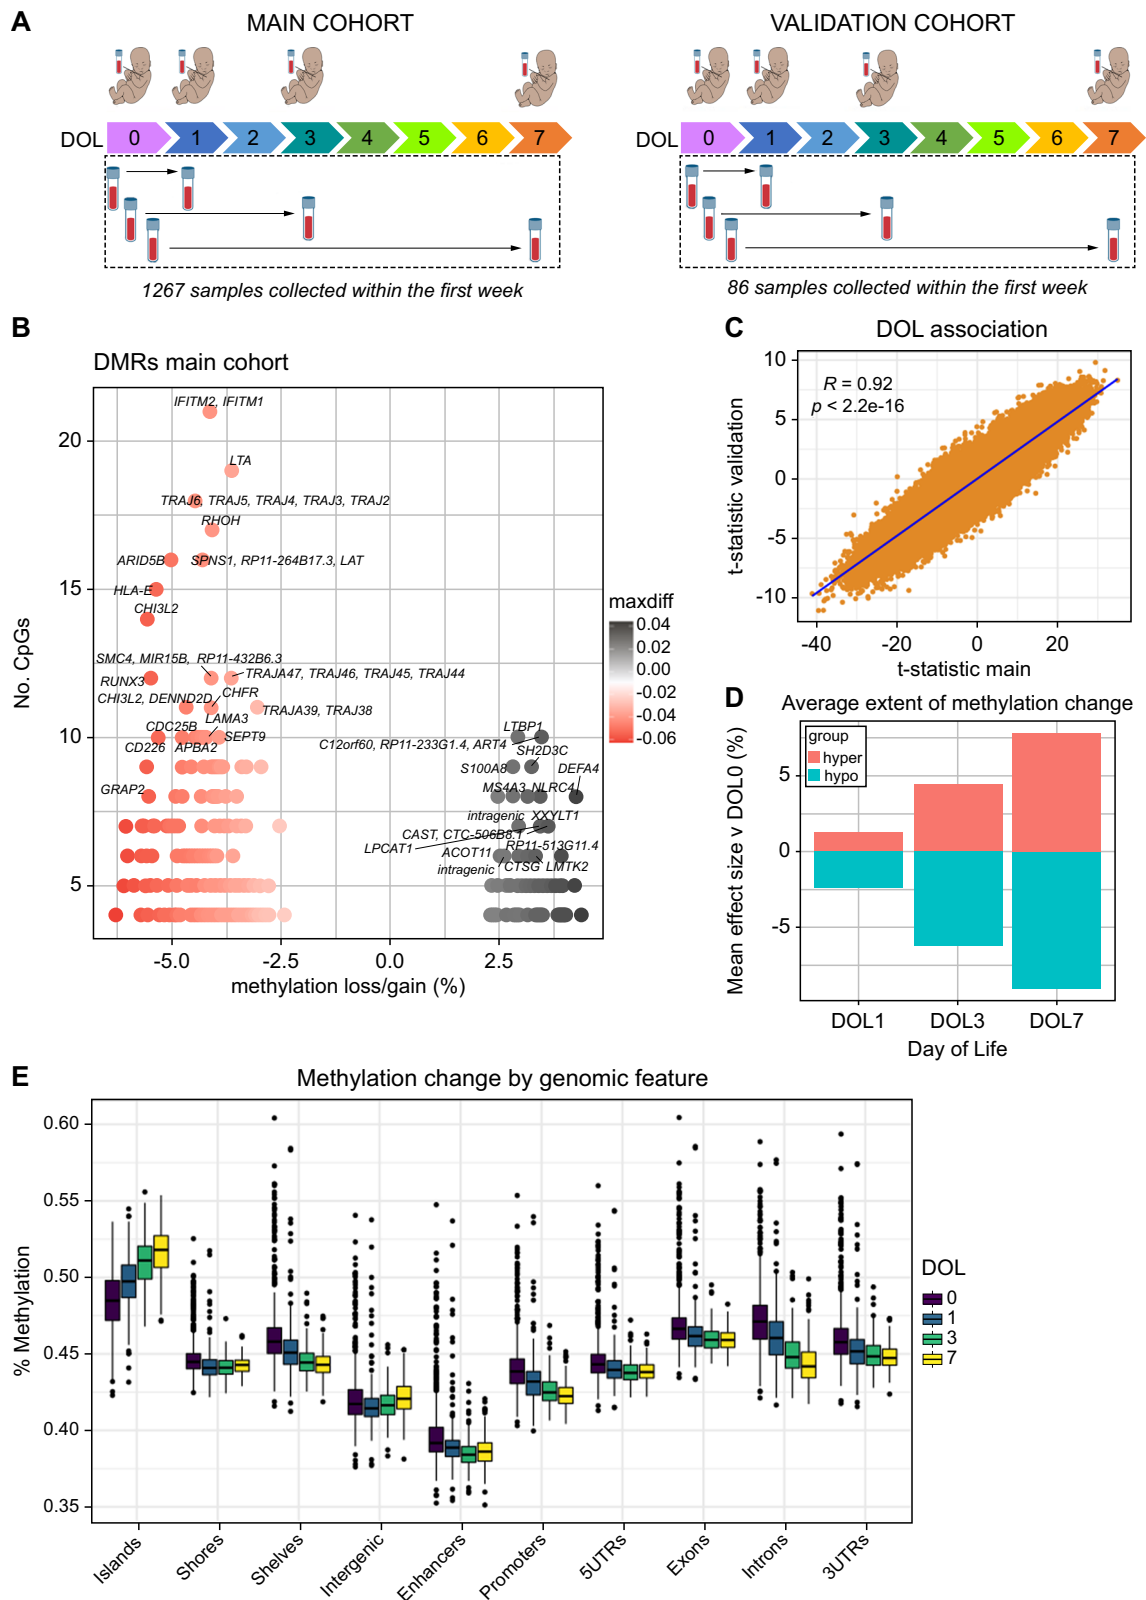 A
MAIN COHORT
VALIDATION COHORT
DOL 0 1 2 3 4 5 6 7
DOL 0 1 2 3 4 5 6 7
1267 samples collected within the first week
86 samples collected within the first week
B
DMRs main cohort
No. CpGs
20
15
10
5
-5.0 -2.5 0.0 2.5
methylation loss/gain (%)
IFITM2, IFITM1
LTA
TRAJ6, TRAJ5, TRAJ4, TRAJ3, TRAJ2
RHOH
ARID5B
SPNS1, RP11-264B17.3, LAT
HLA-E
CHI3L2
SMC4, MIR15B, RP11-432B6.3
RUNX3
TRAJA47, TRAJ46, TRAJ45, TRAJ44
CHI3L2, DENND2D
CHFR
TRAJA39, TRAJ38
CDC25B
LAMA3
CD226
APBA2
SEPT9
GRAP2
LTBP1
C12orf60, RP11-233G1.4, ART4
SH2D3C
S100A8
DEFA4
MS4A3
NLRC4
intragenic
XXYLT1
CAST, CTC-506B8.1
LPCAT1
RP11-513G11.4
ACOT11
intragenic
CTSG
LMTK2
maxdiff
0.04
0.02
0.00
-0.02
-0.04
-0.06
C
DOL association
R = 0.92
p < 2.2e-16
t-statistic validation
10
5
0
-5
-10
-40 -20 0 20
t-statistic main
D
Average extent of methylation change
group
hyper
hypo
Mean effect size v DOL0 (%)
5
0
-5
DOL1 DOL3 DOL7
Day of Life
E
Methylation change by genomic feature
% Methylation
0.60
0.55
0.50
0.45
0.40
0.35
Islands
Shores
Shelves
Intergenic
Enhancers
Promoters
5UTRs
Exons
Introns
3UTRs
DOL
0
1
3
7